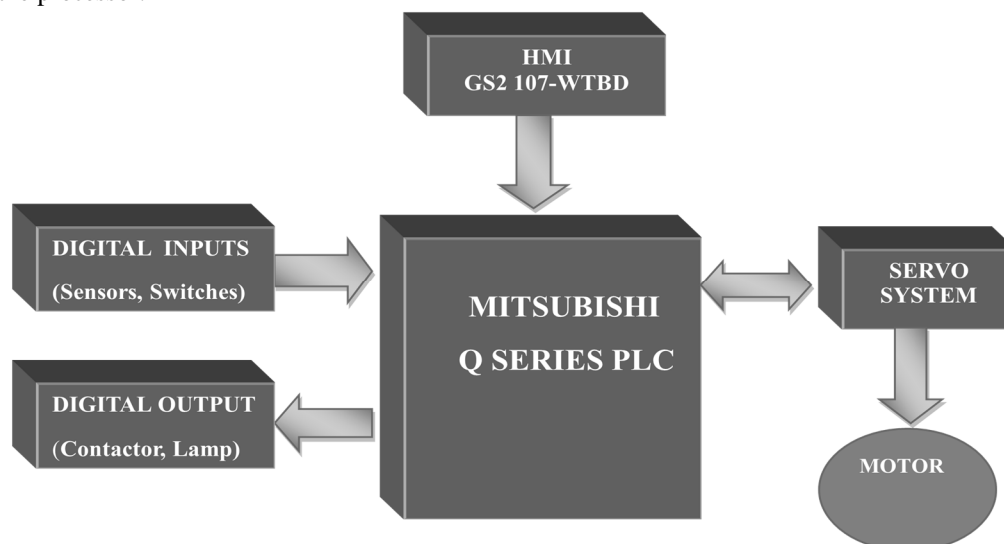 HMI
GS2 107-WTBD
DIGITAL INPUTS
(Sensors, Switches)
MITSUBISHI
Q SERIES PLC
SERVO
SYSTEM
DIGITAL OUTPUT
(Contactor, Lamp)
MOTOR